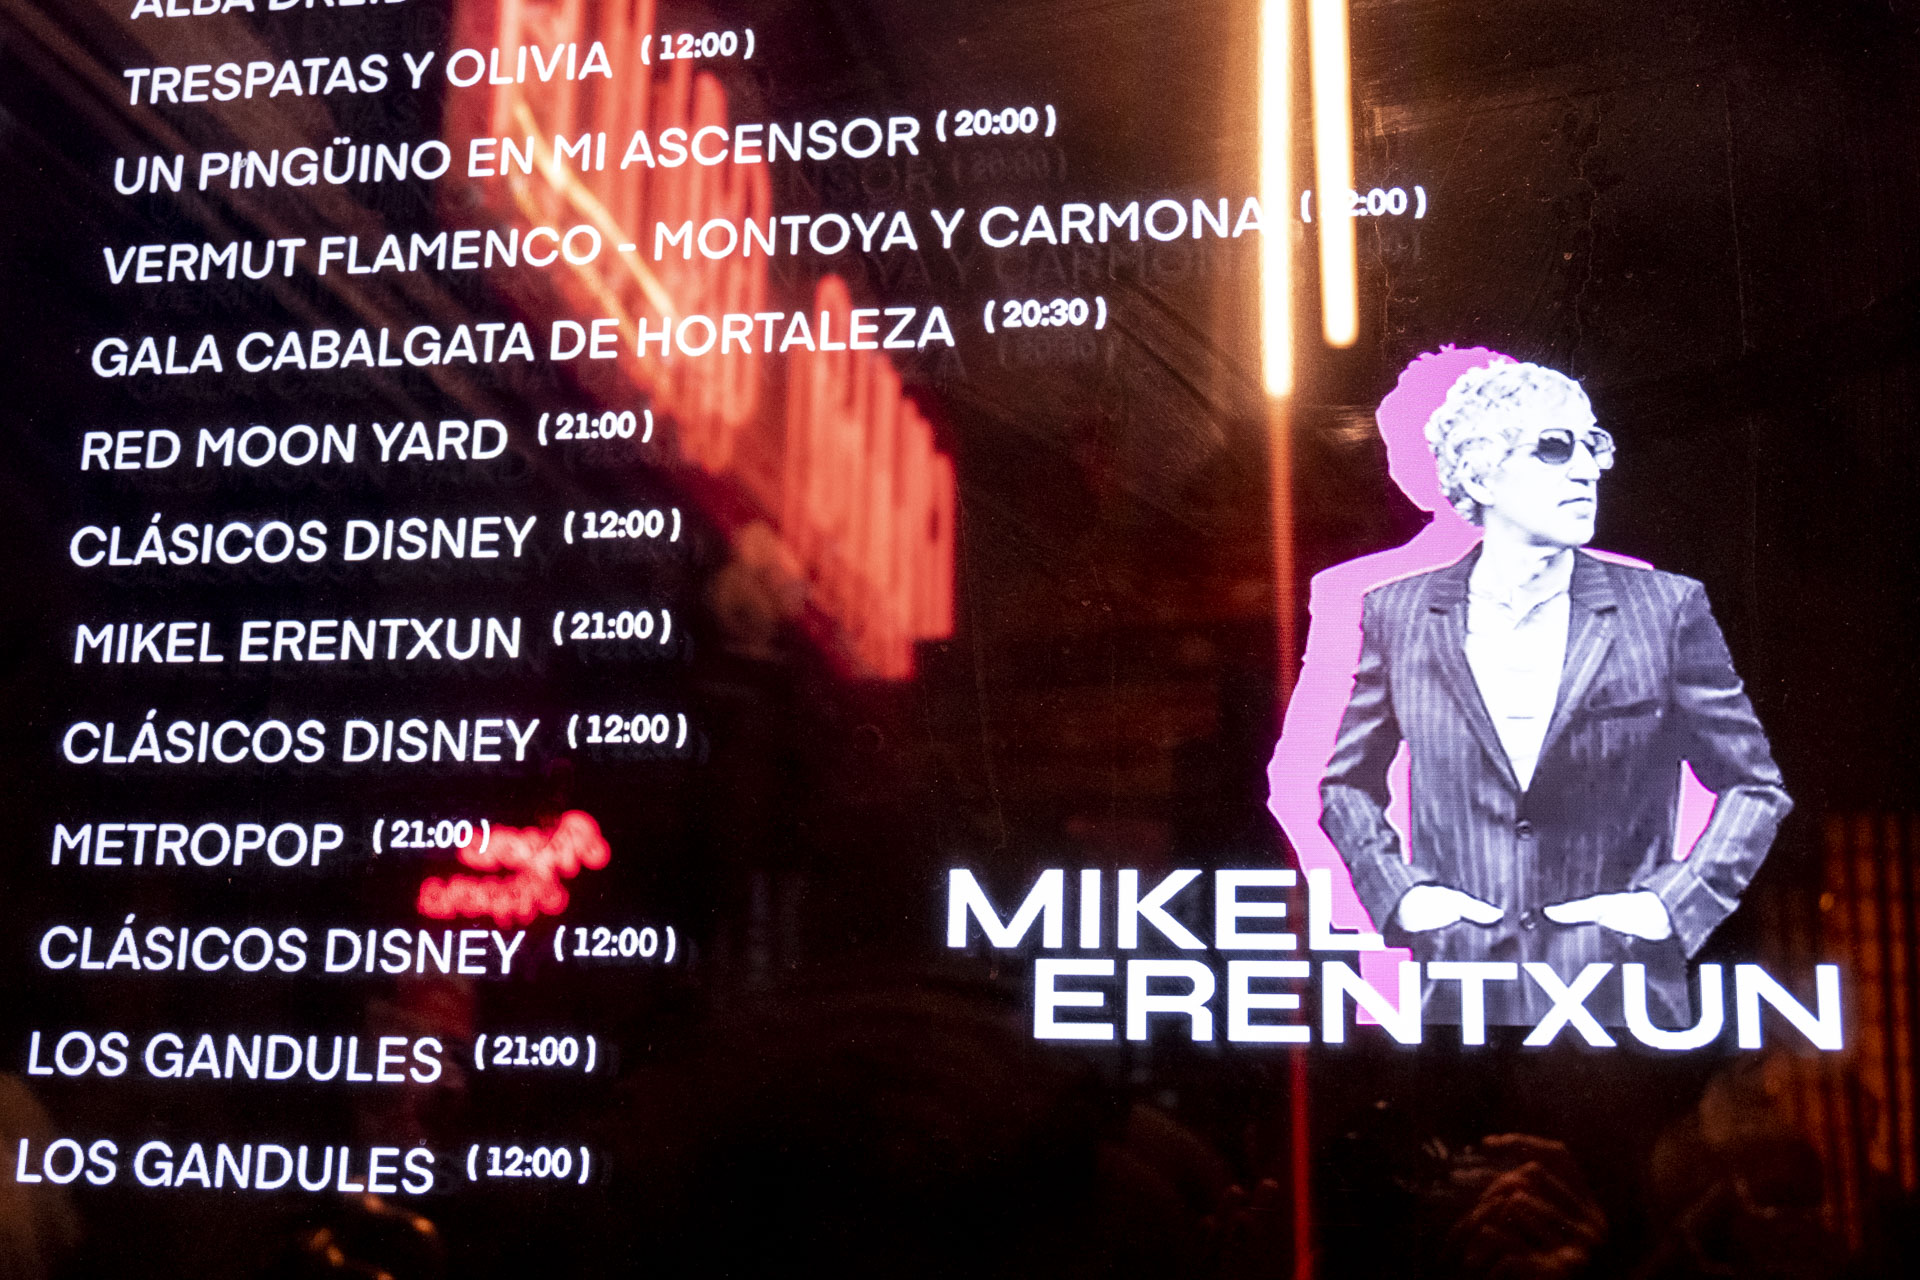 ALBA
TRESPATAS Y OLIVIA (12:00)
UN PINGÜINO EN MI ASCENSOR (20:00)
VERMUT FLAMENCO - MONTOYA Y CARMONA
GALA CABALGATA DE HORTALEZA (20:30)
RED MOON YARD (21:00)
CLÁSICOS DISNEY (12:00)
MIKEL ERENTXUN (21:00)
CLÁSICOS DISNEY (12:00)
METROPOP (21:00)
CLÁSICOS DISNEY (12:00)
LOS GANDULES (21:00)
LOS GANDULES (12:00)
MIKEL
ERENTXUN